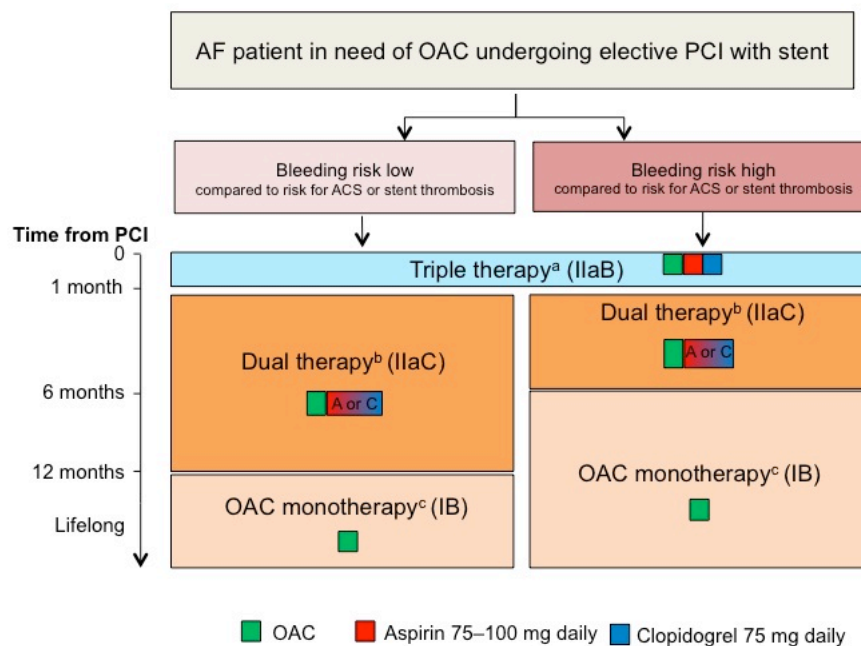 AF patient in need of OAC undergoing elective PCI with stent
Bleeding risk low
compared to risk for ACS or stent thrombosis
Bleeding risk high
compared to risk for ACS or stent thrombosis
Time from PCI
0
Triple therapyᵃ (IIaB)
1 month
Dual therapyᵇ (IIaC)
A or C
Dual therapyᵇ (IIaC)
A or C
6 months
12 months
OAC monotherapyᶜ (IB)
OAC monotherapyᶜ (IB)
Lifelong
OAC
Aspirin 75–100 mg daily
Clopidogrel 75 mg daily